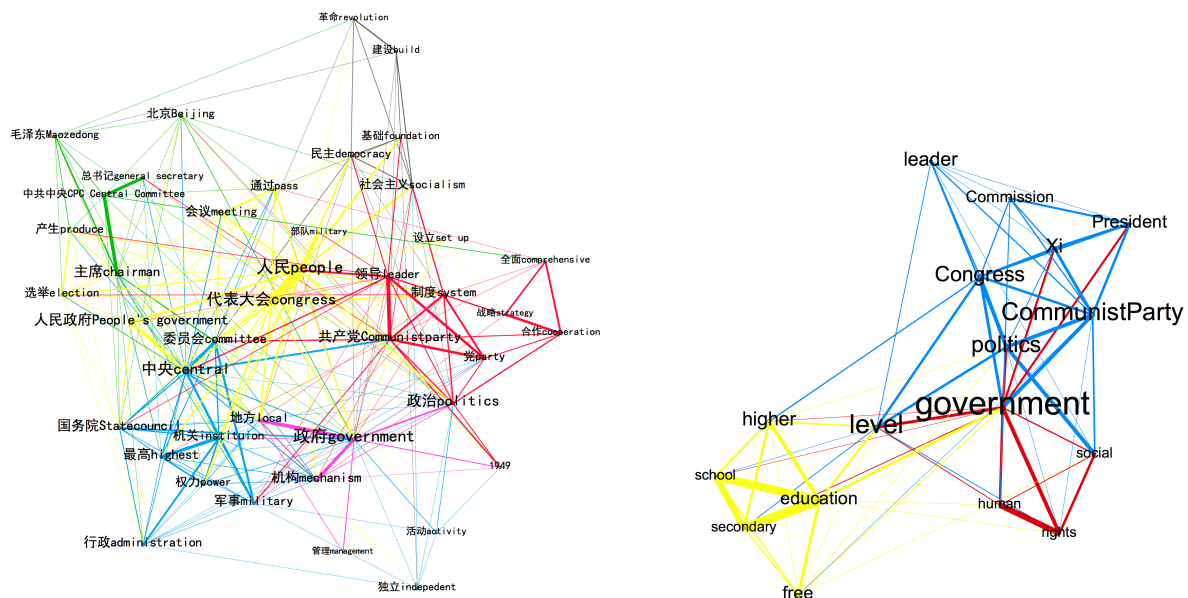 革命revolution
建设build
北京Beijing
毛泽东Maozedong
基础foundation
民主democracy
总书记general secretary
中共中央CPC Central Committee
通过pass
社会主义socialism
会议meeting
产生produce
部队military
设立set up
全面comprehensive
人民people
主席chairman
领导leader
选举election
代表大会congress
制度system
战略strategy
人民政府People's government
合作cooperation
委员会committee
共产党Communistparty
党party
中央central
政治politics
国务院Statecouncil
地方local
机关instituion
政府government
最高highest
1949
权力power
机构mechanism
军事military
活动activity
行政administration
管理management
独立indepedent
leader
Commission
President
Xi
Congress
CommunistParty
politics
government
higher
level
social
school
education
secondary
human
rights
free